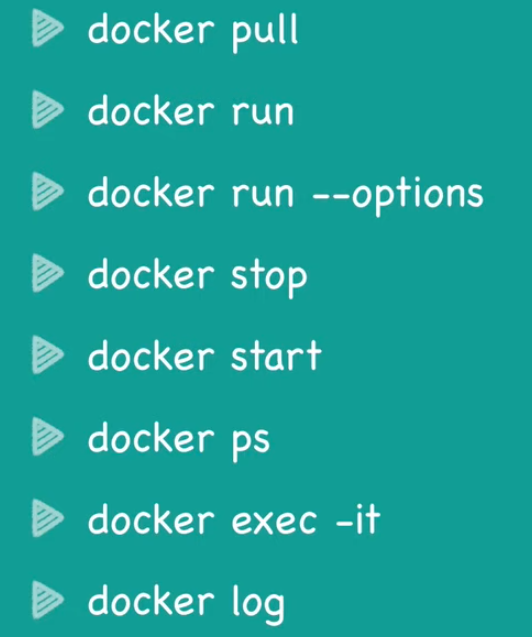 docker pull
docker run
docker run --options
docker stop
docker start
docker ps
docker exec -it
docker log